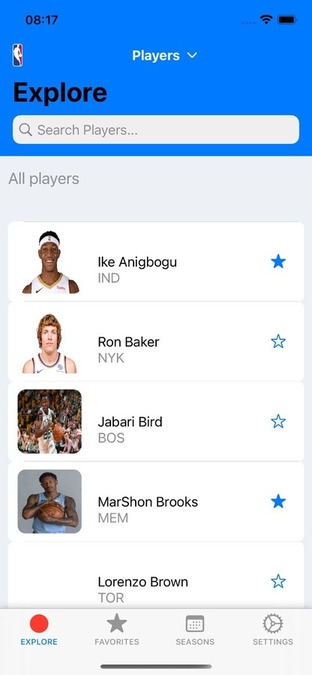 08:17
Players
Explore
Search Players...
All players
Ike Anigbogu
IND
Ron Baker
NYK
Jabari Bird
BOS
MarShon Brooks
MEM
Lorenzo Brown
TOR
EXPLORE
FAVORITES
SEASONS
SETTINGS